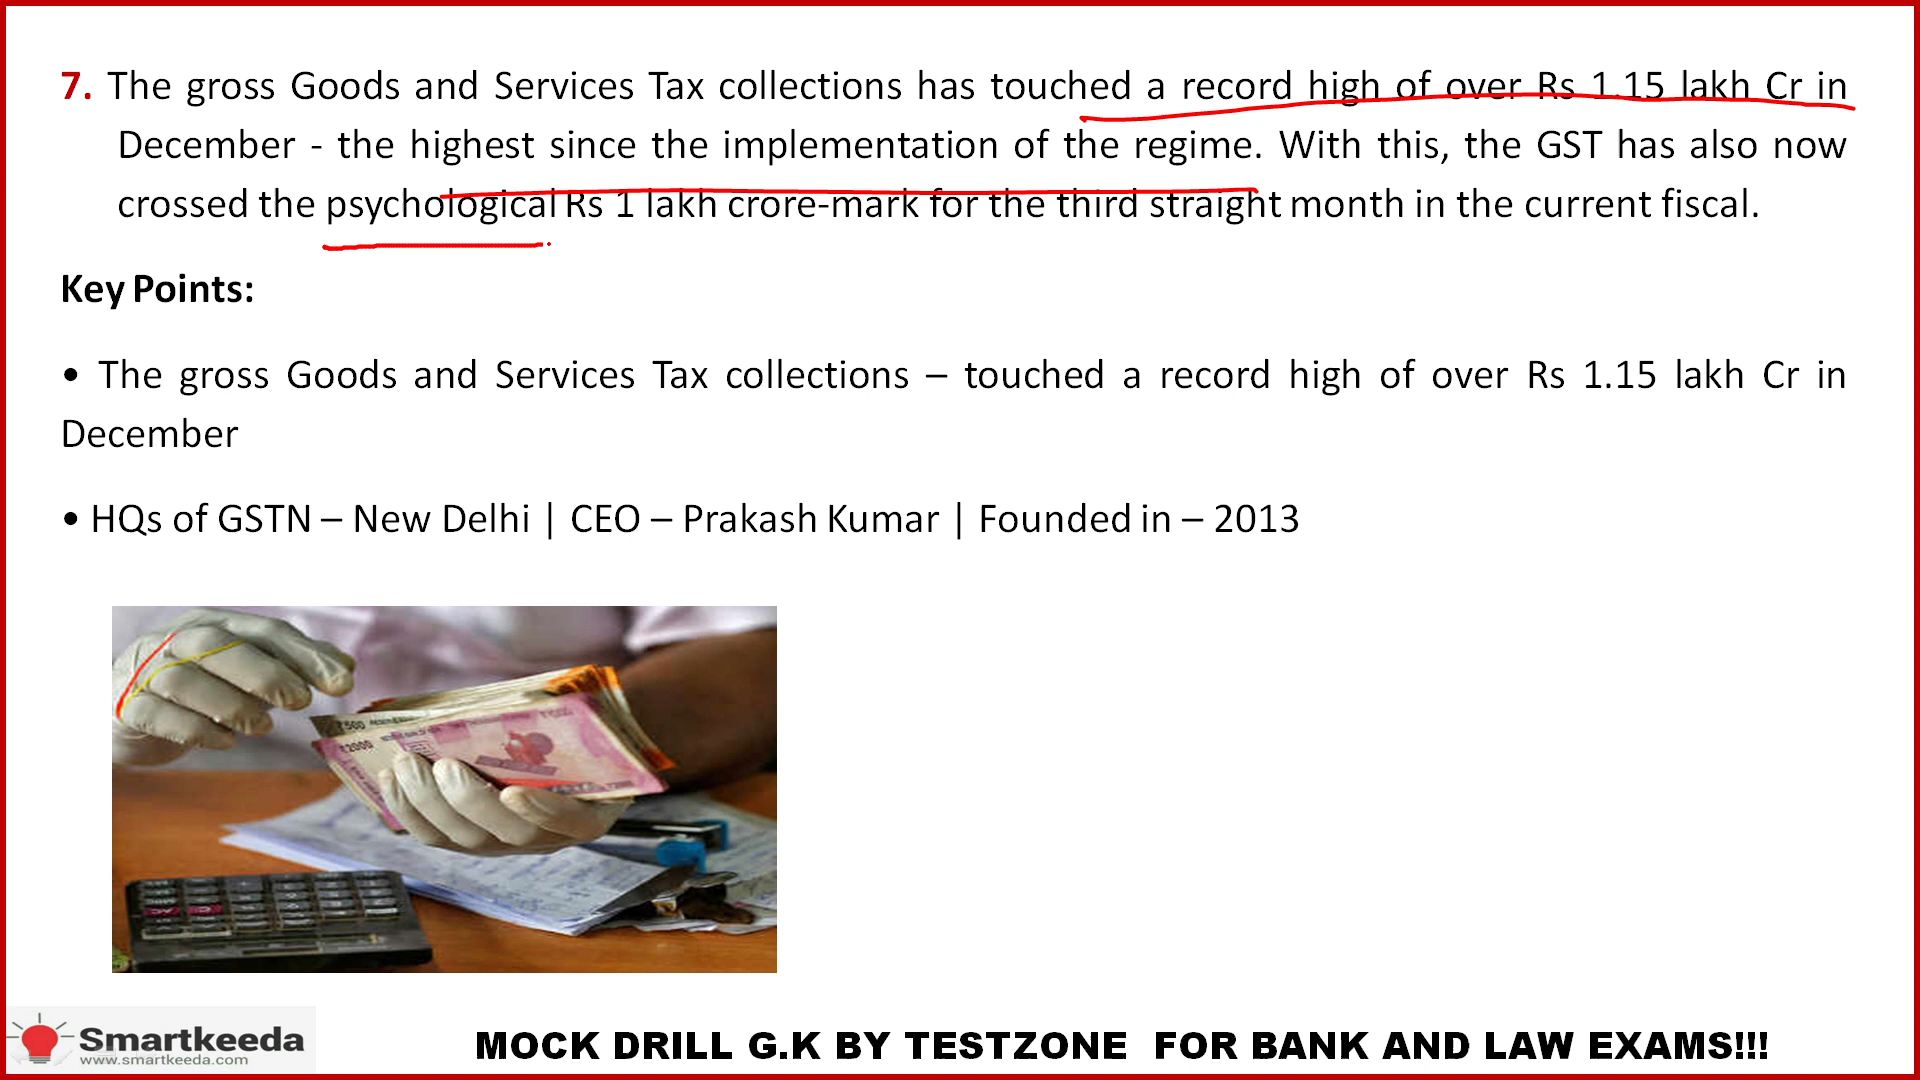 7. The gross Goods and Services Tax collections has touched a record high of over Rs 1.15 lakh Cr in
December - the highest since the implementation of the regime. With this, the GST has also now
crossed the psychological Rs 1 lakh crore-mark for the third straight month in the current fiscal.
Key Points:
• The gross Goods and Services Tax collections – touched a record high of over Rs 1.15 lakh Cr in
December
• HQs of GSTN – New Delhi | CEO – Prakash Kumar | Founded in – 2013
₹500
₹2000
Smartkeeda
www.smartkeeda.com
MOCK DRILL G.K BY TESTZONE FOR BANK AND LAW EXAMS!!!